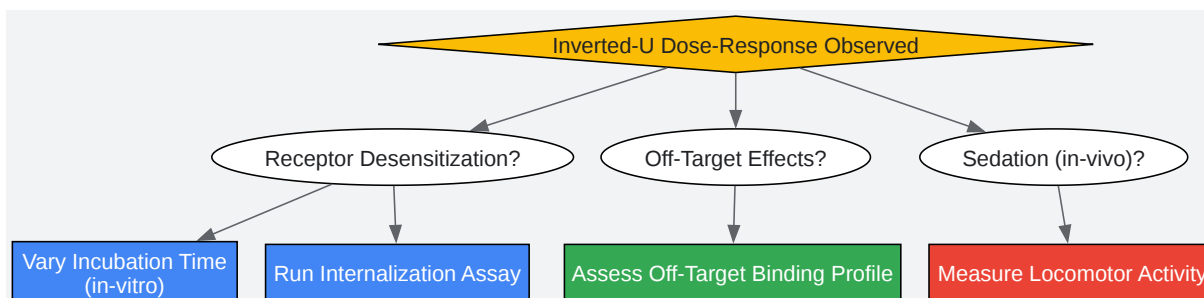 Inverted-U Dose-Response Observed
Receptor Desensitization?
Off-Target Effects?
Sedation (in-vivo)?
Vary Incubation Time
(in-vitro)
Run Internalization Assay
Assess Off-Target Binding Profile
Measure Locomotor Activity